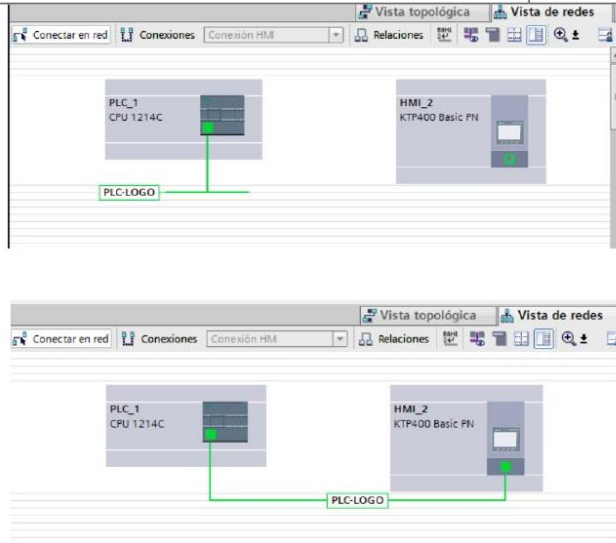 Vista topológica Vista de redes
Conectar en red Conexiones Conexión HMI Relaciones
PLC_1 HMI_2
CPU 1214C KTP400 Basic PN
PLC-LOGO
Vista topológica Vista de redes
Conectar en red Conexiones Conexión HMI Relaciones
PLC_1 HMI_2
CPU 1214C KTP400 Basic PN
PLC-LOGO